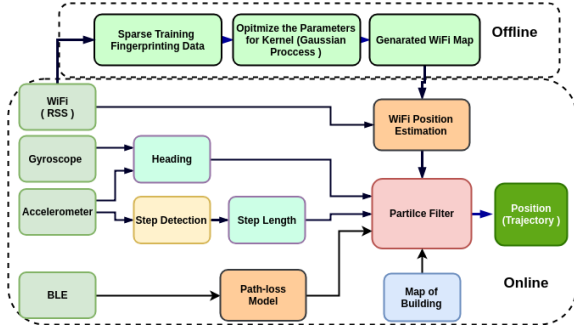 Sparse Training
Fingerprinting Data
Opitmize the Parameters
for Kernel (Gaussian
Proccess )
Genarated WiFi Map
Offline
WiFi
( RSS )
WiFi Position
Estimation
Gyroscope
Heading
Accelerometer
Step Detection
Step Length
Partilce Filter
Position
(Trajectory )
BLE
Path-loss
Model
Map of
Building
Online